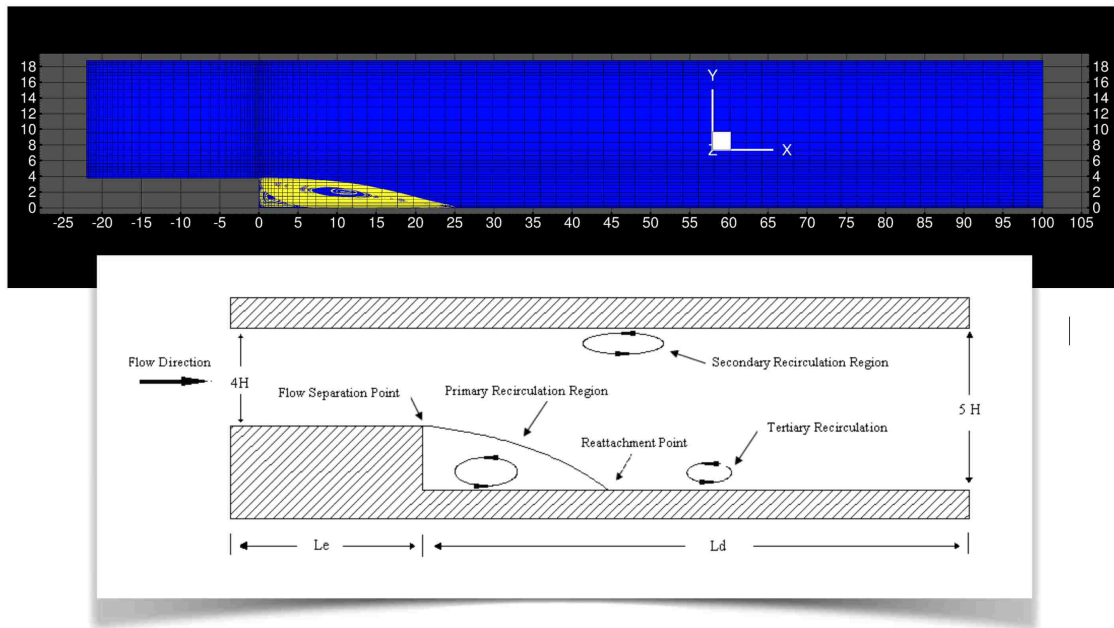 18 18
16 16
14 14
12 12
10 10
8 8
6 6
4 4
2 2
0 0
Y
Z X
-25 -20 -15 -10 -5 0 5 10 15 20 25 30 35 40 45 50 55 60 65 70 75 80 85 90 95 100 105
Flow Direction
4H
Flow Separation Point
Primary Recirculation Region
Secondary Recirculation Region
Reattachment Point
Tertiary Recirculation
5 H
Le
Ld